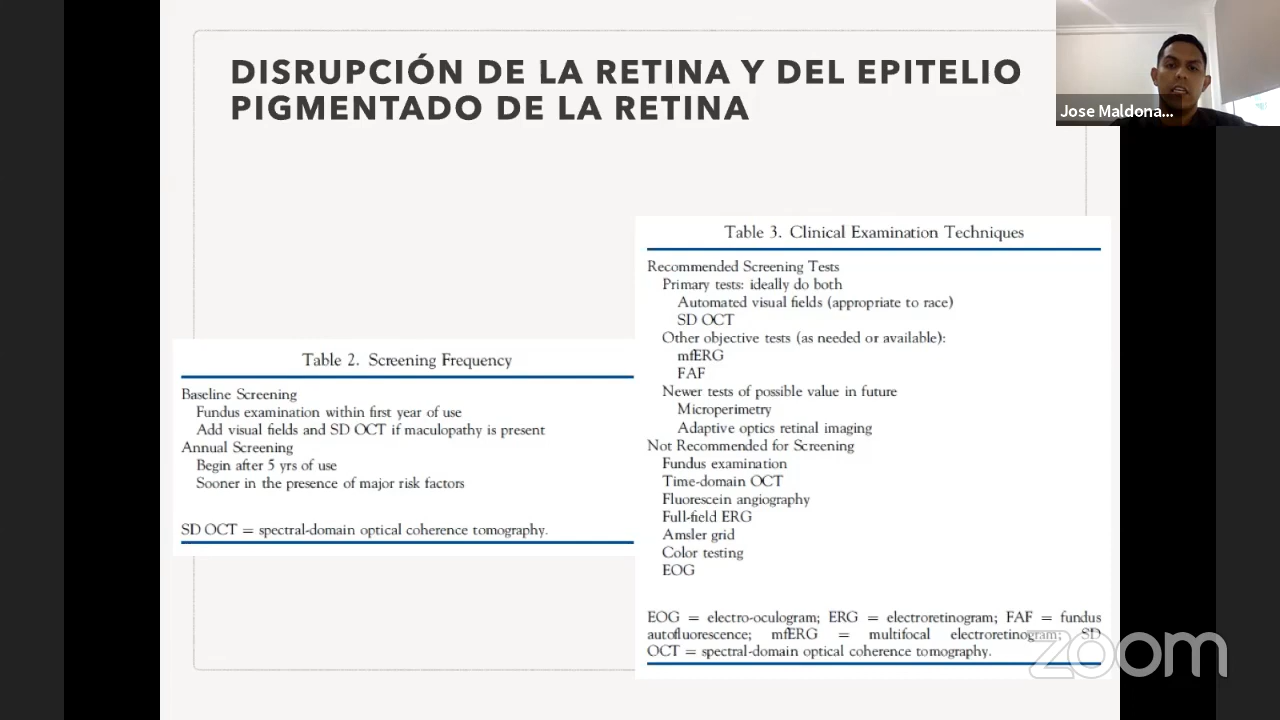 DISRUPCIÓN DE LA RETINA Y DEL EPITELIO
PIGMENTADO DE LA RETINA
Jose Maldona...
Table 2. Screening Frequency
Baseline Screening
Fundus examination within first year of use
Add visual fields and SD OCT if maculopathy is present
Annual Screening
Begin after 5 yrs of use
Sooner in the presence of major risk factors
SD OCT = spectral-domain optical coherence tomography.
Table 3. Clinical Examination Techniques
Recommended Screening Tests
Primary tests: ideally do both
Automated visual fields (appropriate to race)
SD OCT
Other objective tests (as needed or available):
mfERG
FAF
Newer tests of possible value in future
Microperimetry
Adaptive optics retinal imaging
Not Recommended for Screening
Fundus examination
Time-domain OCT
Fluorescein angiography
Full-field ERG
Amsler grid
Color testing
EOG
EOG = electro-oculogram; ERG = electroretinogram; FAF = fundus
autofluorescence; mfERG = multifocal electroretinogram; SD
OCT = spectral-domain optical coherence tomography.
zoom